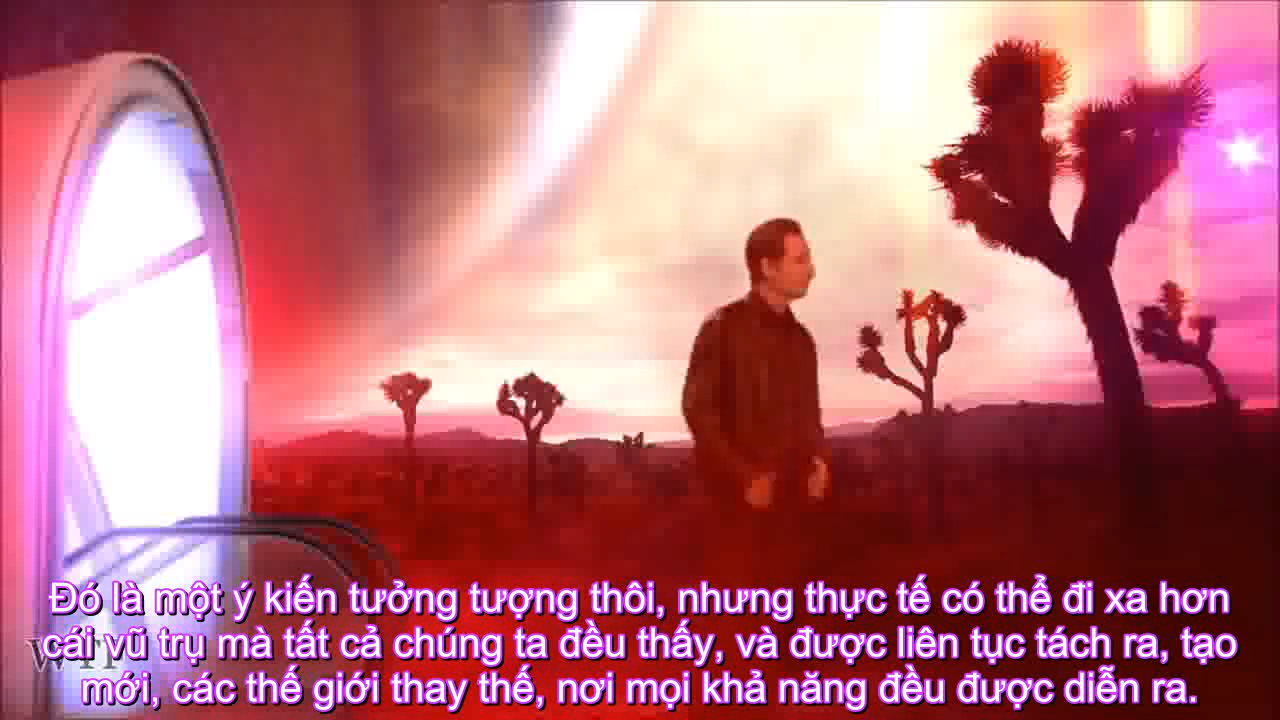 Đó là một ý kiến tưởng tượng thôi, nhưng thực tế có thể đi xa hơn
cái vũ trụ mà tất cả chúng ta đều thấy, và được liên tục tách ra, tạo
mới, các thế giới thay thế, nơi mọi khả năng đều được diễn ra.